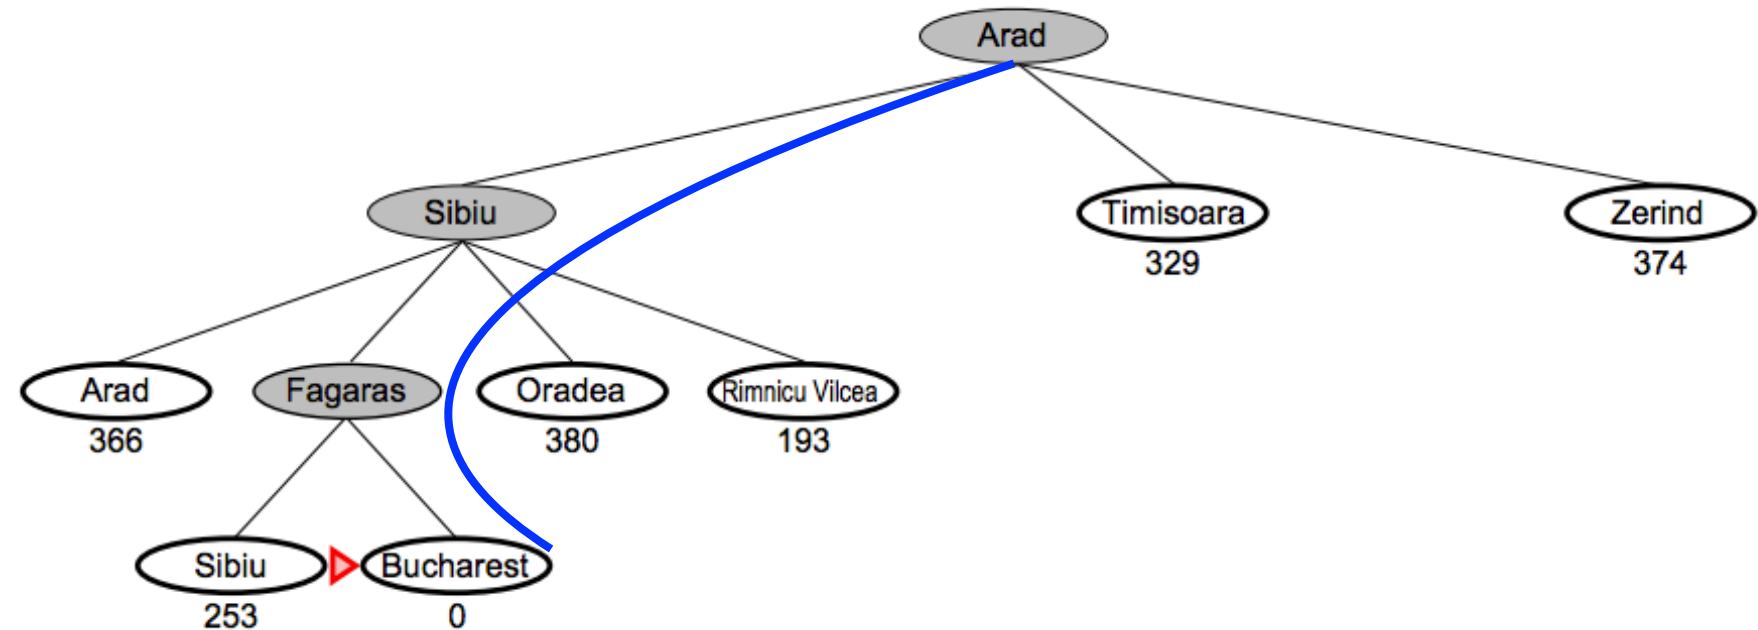 Arad
Sibiu
Timisoara
Zerind
329
374
Arad
Fagaras
Oradea
Rimnicu Vilcea
366
380
193
Sibiu
Bucharest
253
0